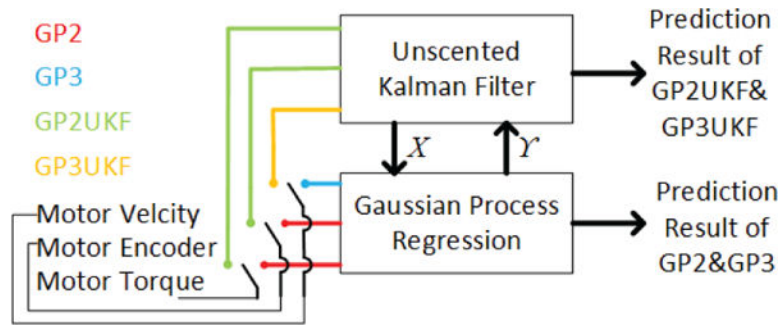 GP2
GP3
GP2UKF
GP3UKF
Motor Velcity
Motor Encoder
Motor Torque
Unscented
Kalman Filter
X
Y
Gaussian Process
Regression
Prediction
Result of
GP2UKF&
GP3UKF
Prediction
Result of
GP2&GP3